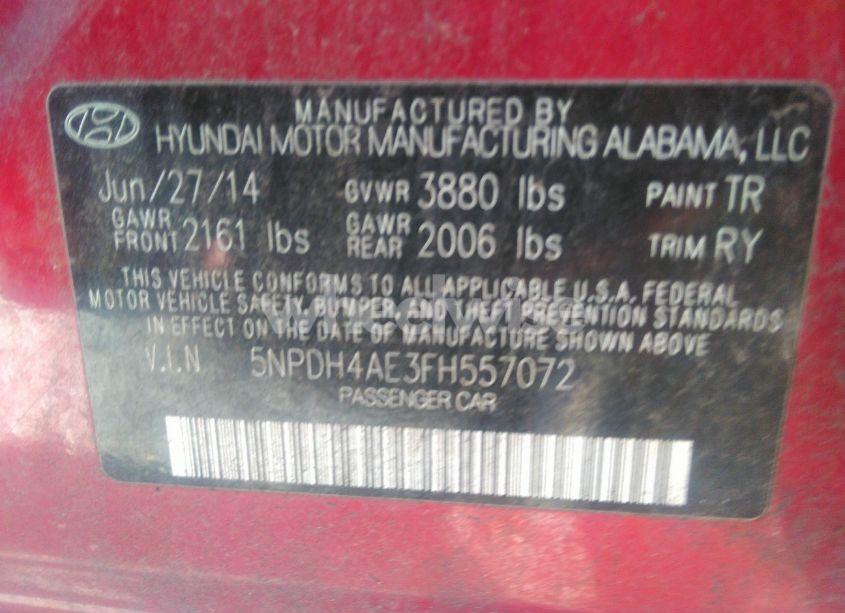 MANUFACTURED BY
HYUNDAI MOTOR MANUFACTURING ALABAMA, LLC
Jun/27/14 GVWR 3880 lbs PAINT TR
GAWR FRONT 2161 lbs GAWR REAR 2006 lbs TRIM RY
THIS VEHICLE CONFORMS TO ALL APPLICABLE U.S.A. FEDERAL
MOTOR VEHICLE SAFETY, BUMPER AND THEFT PREVENTION STANDARDS
IN EFFECT ON THE DATE OF MANUFACTURE SHOWN ABOVE
V.I.N 5NPDH4AE3FH557072
PASSENGER CAR